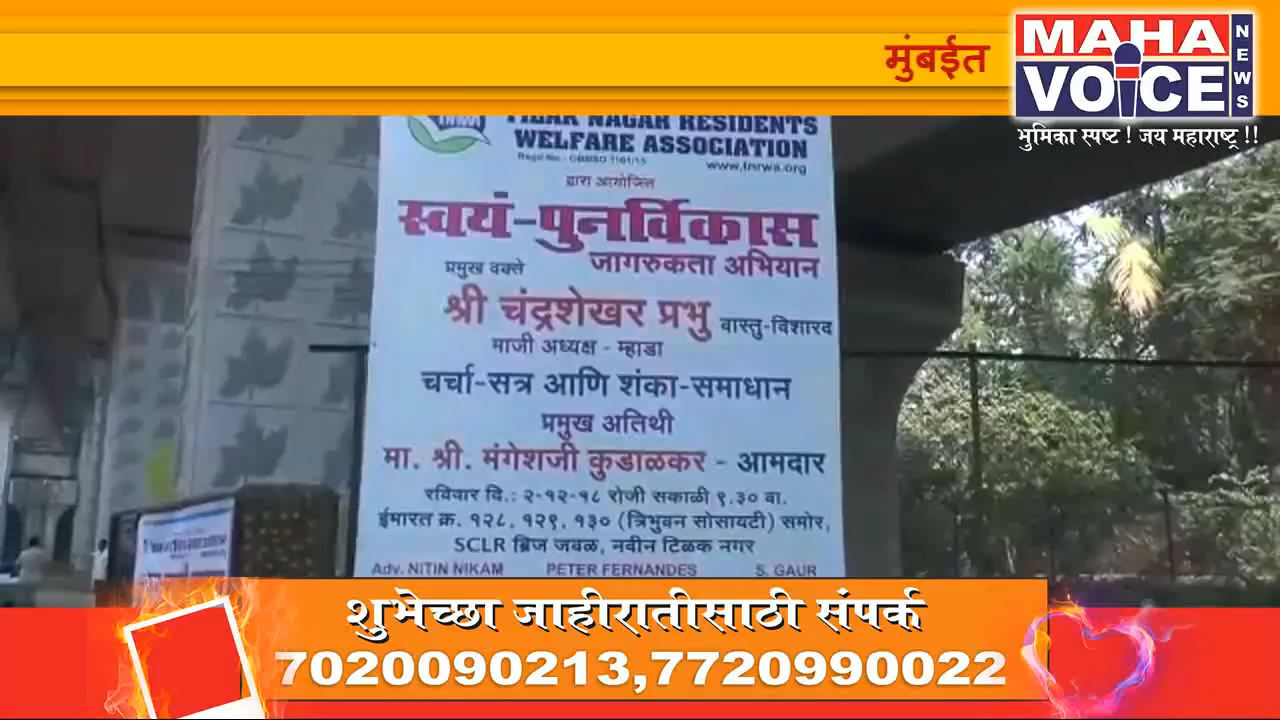 मुंबईत
MAHA VOICE NEWS
भुमिका स्पष्ट ! जय महाराष्ट्र !!
TILAK NAGAR RESIDENTS
WELFARE ASSOCIATION
www.tnrwa.org
द्वारा आयोजित
स्वयं-पुनर्विकास
जागरुकता अभियान
प्रमुख वक्ते
श्री चंद्रशेखर प्रभु वास्तु-विशारद
माजी अध्यक्ष - म्हाडा
चर्चा-सत्र आणि शंका-समाधान
प्रमुख अतिथी
मा. श्री. मंगेशजी कुडाळकर - आमदार
रविवार दि.: २-१२-१८ रोजी सकाळी ९.३० वा.
ईमारत क्र. १२८, १२९, १३० (त्रिभुवन सोसायटी) समोर,
SCLR ब्रिज जवळ, नवीन टिळक नगर
Adv. NITIN NIKAM PETER FERNANDES S. GAUR
शुभेच्छा जाहीरातीसाठी संपर्क
7020090213,7720990022